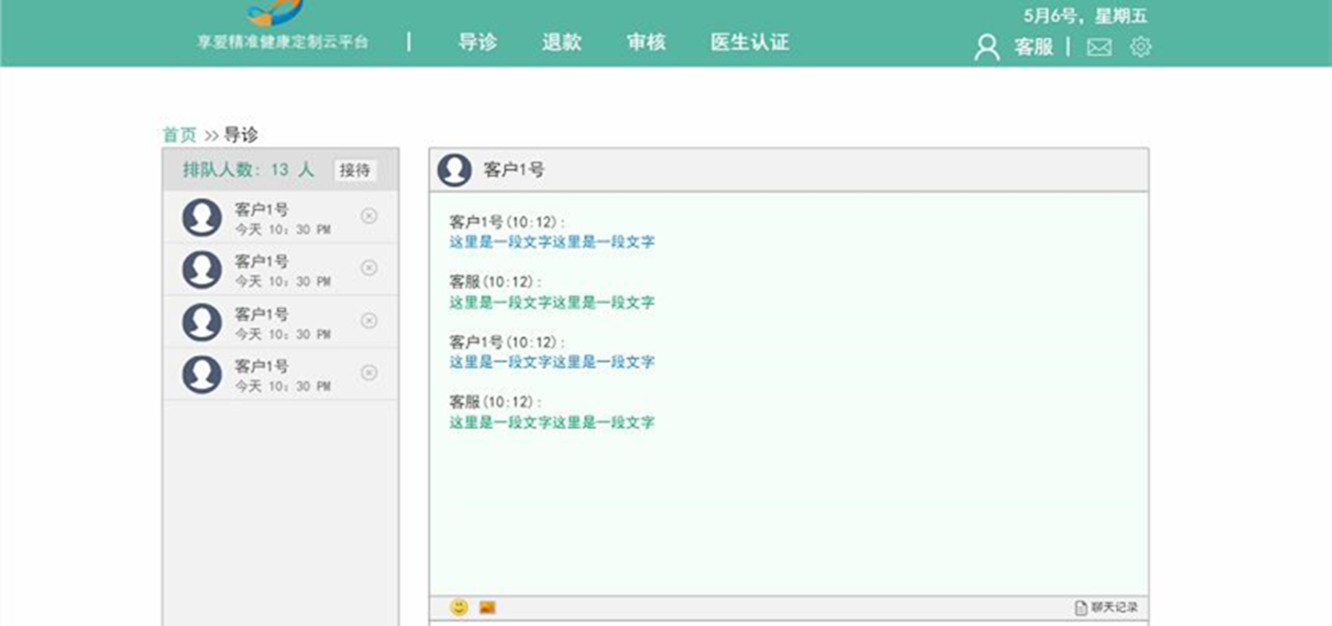 5月6号，星期五
享爱精准健康定制云平台 | 导诊 退款 审核 医生认证 客服 |
首页 >> 导诊
排队人数：13 人 接待
客户1号
今天 10：30 PM
客户1号
今天 10：30 PM
客户1号
今天 10：30 PM
客户1号
今天 10：30 PM
客户1号
客户1号(10:12):
这里是一段文字这里是一段文字
客服(10:12):
这里是一段文字这里是一段文字
客户1号(10:12):
这里是一段文字这里是一段文字
客服(10:12):
这里是一段文字这里是一段文字
聊天记录